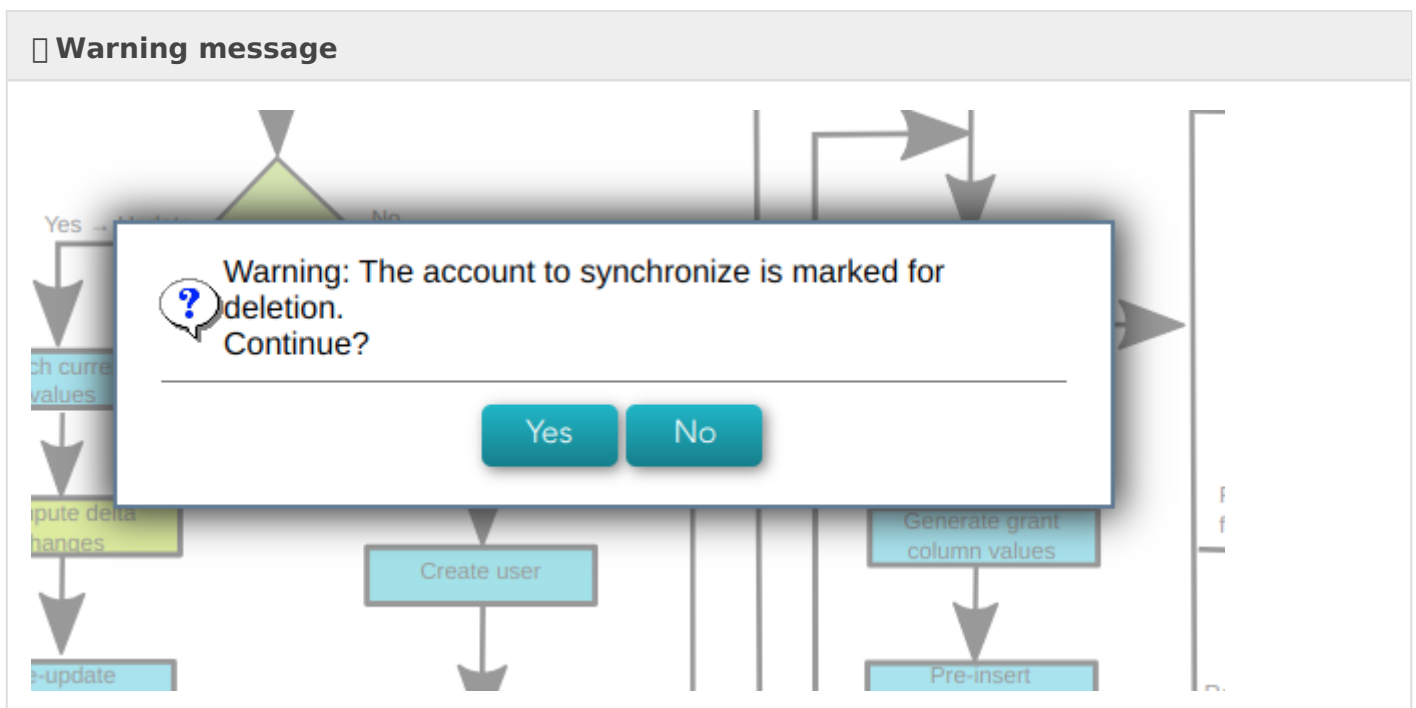 Warning message
Yes →
No
Warning: The account to synchronize is marked for
deletion.
Continue?
Yes
No
values
Create user
Generate grant
column values
Pre-insert